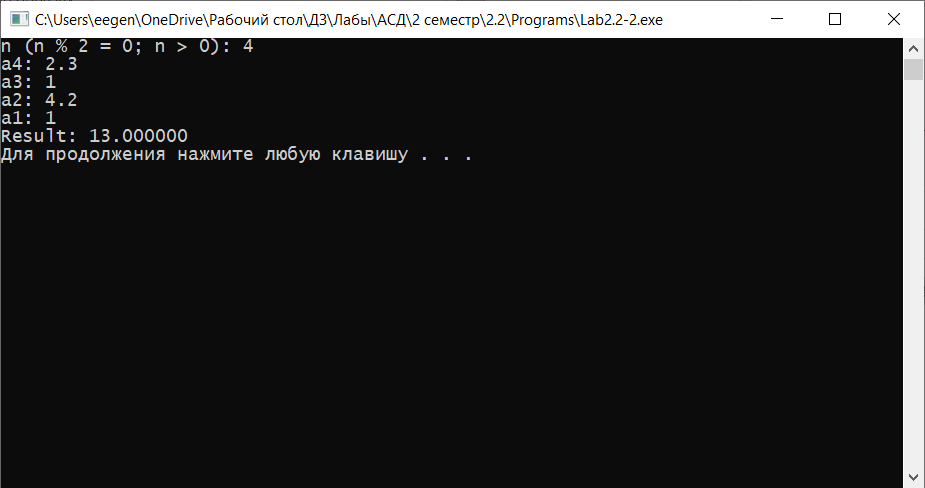 C:\Users\eegen\OneDrive\Рабочий стол\ДЗ\Лабы\АСД\2 семестр\2.2\Programs\Lab2.2-2.exe
n (n % 2 = 0; n > 0): 4
a4: 2.3
a3: 1
a2: 4.2
a1: 1
Result: 13.000000
Для продолжения нажмите любую клавишу . . .